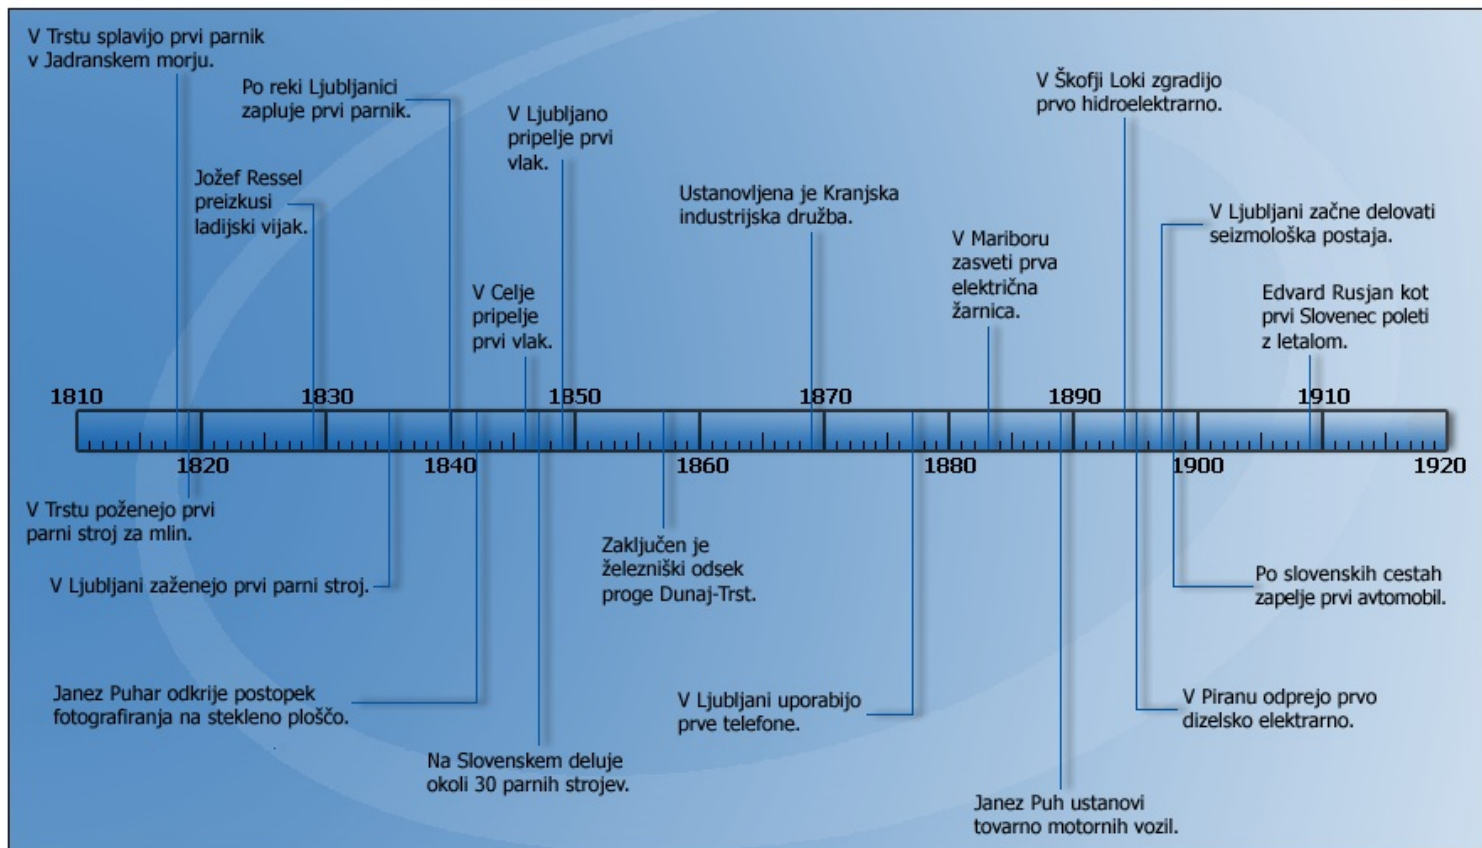 V Trstu splavijo prvi parnik
v Jadranskem morju.
Po reki Ljubljanici
zapluje prvi parnik.
V Ljubljano
pripelje prvi
vlak.
V Škofji Loki zgradijo
prvo hidroelektrarno.
Jožef Ressel
preizkusi
ladijski vijak.
Ustanovljena je Kranjska
industrijska družba.
V Ljubljani začne delovati
seizmološka postaja.
V Mariboru
zasveti prva
električna
žarnica.
V Celje
pripelje
prvi vlak.
Edvard Rusjan kot
prvi Slovenec poleti
z letalom.
1810 1830 1850 1870 1890 1910
1820 1840 1860 1880 1900 1920
V Trstu poženejo prvi
parni stroj za mlin.
V Ljubljani zaženejo prvi parni stroj.
Zaključen je
železniški odsek
proge Dunaj-Trst.
Po slovenskih cestah
zapelje prvi avtomobil.
Janez Puhar odkrije postopek
fotografiranja na stekleno ploščo.
V Ljubljani uporabijo
prve telefone.
V Piranu odprejo prvo
dizelsko elektrarno.
Na Slovenskem deluje
okoli 30 parnih strojev.
Janez Puh ustanovi
tovarno motornih vozil.